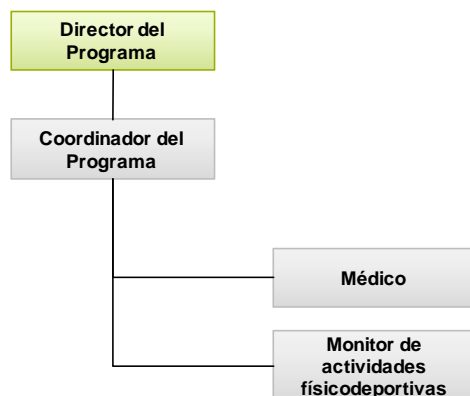 Director del
Programa
Coordinador del
Programa
Médico
Monitor de
actividades
físicodeportivas